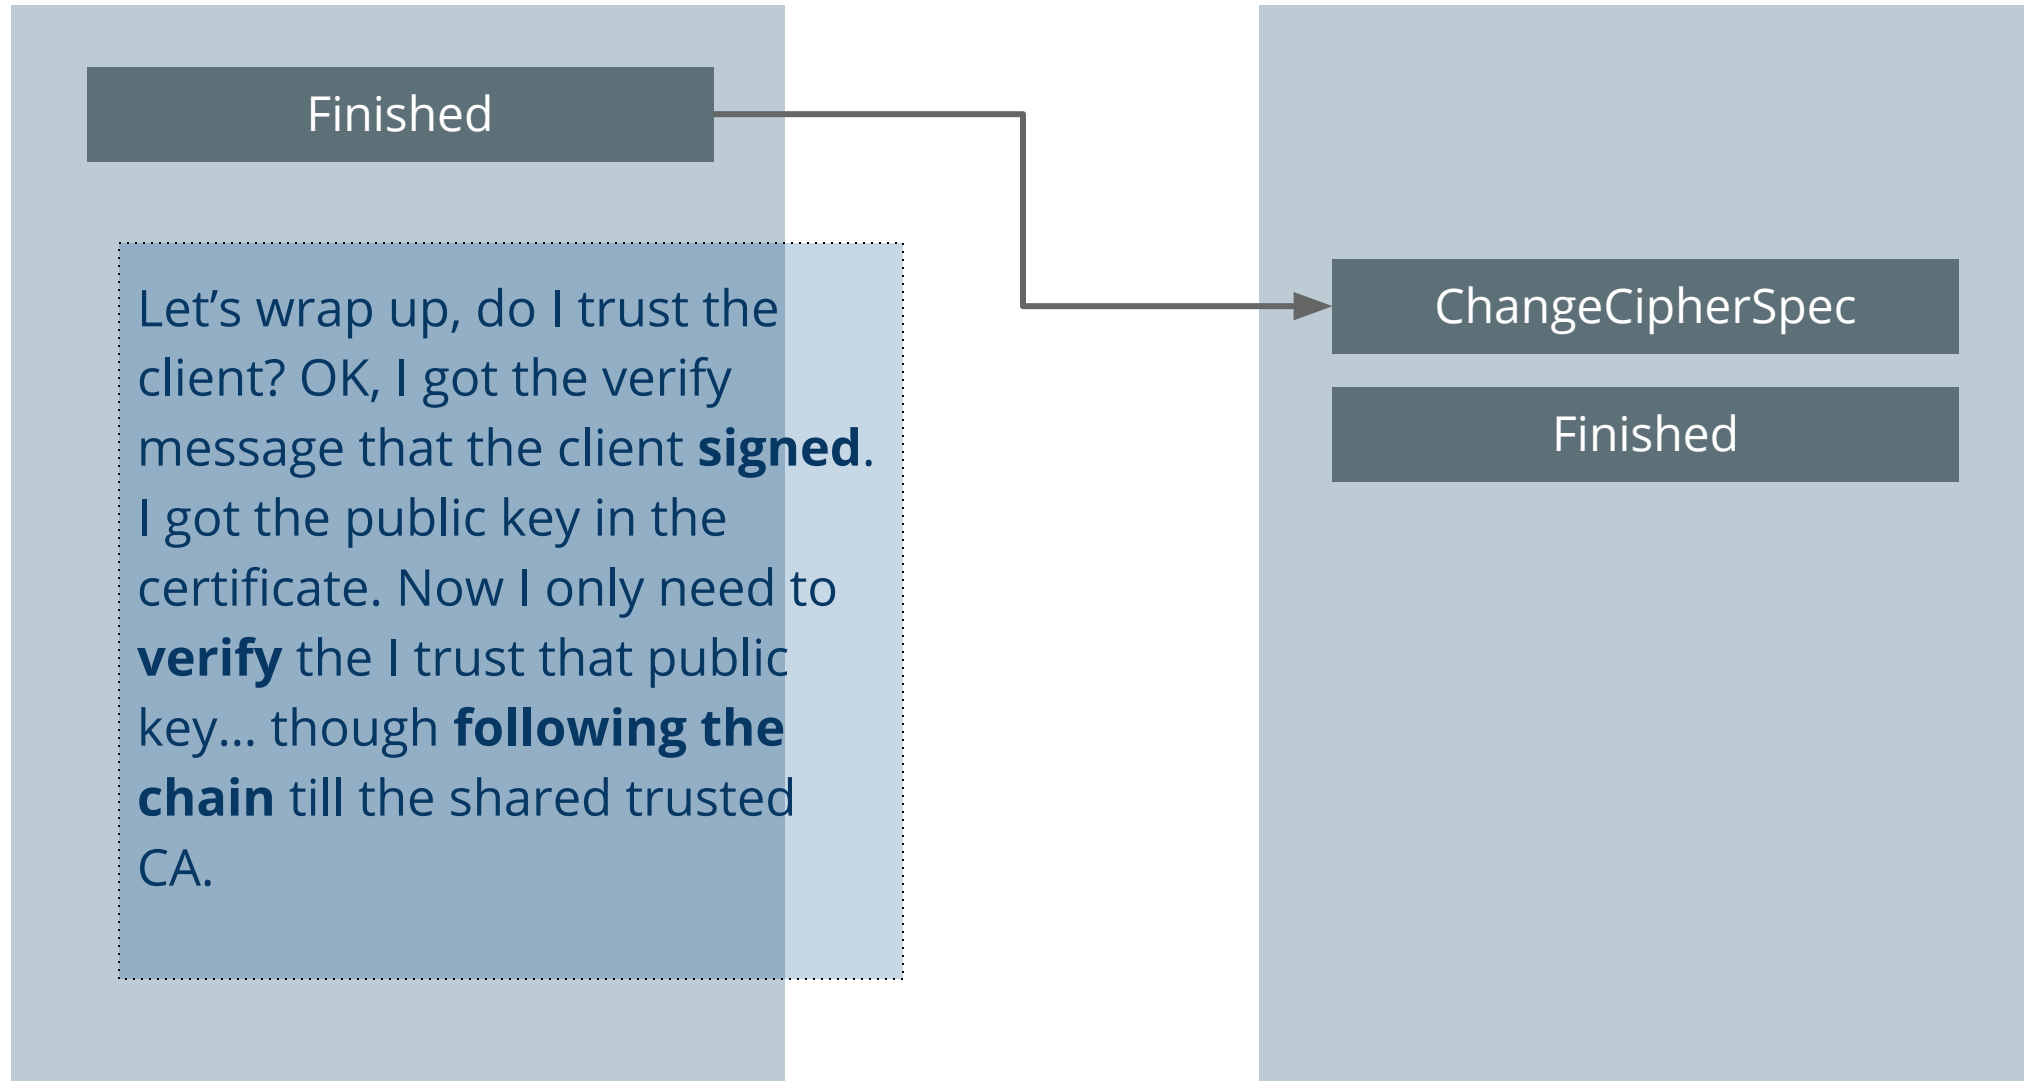 Finished
Let’s wrap up, do I trust the
client? OK, I got the verify
message that the client signed.
I got the public key in the
certificate. Now I only need to
verify the I trust that public
key... though following the
chain till the shared trusted
CA.
ChangeCipherSpec
Finished